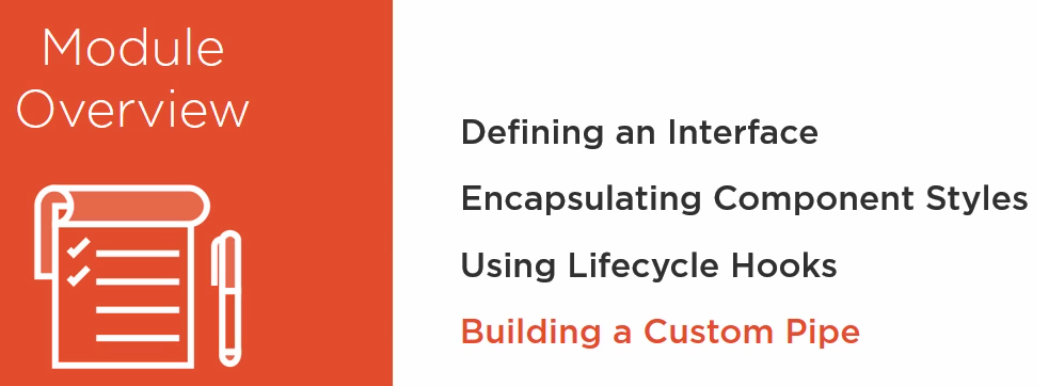 Module
Overview
Defining an Interface
Encapsulating Component Styles
Using Lifecycle Hooks
Building a Custom Pipe